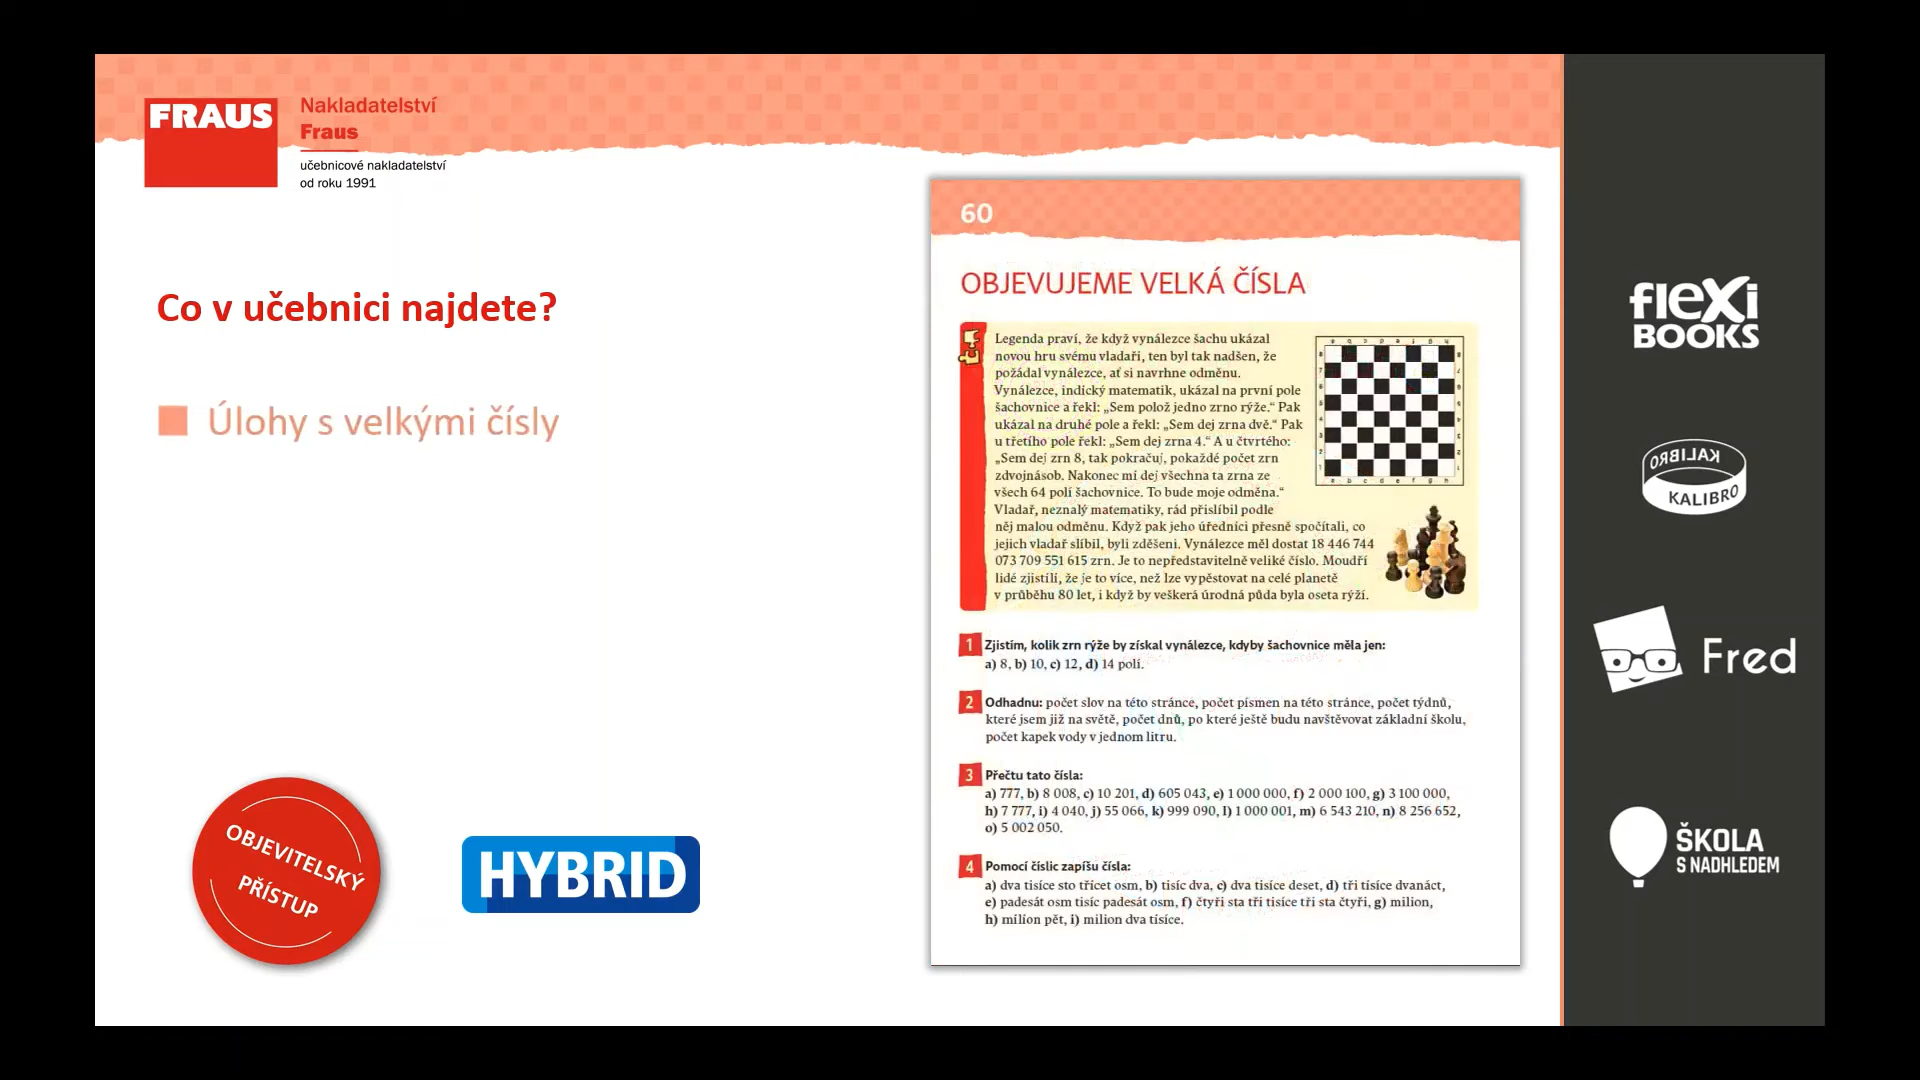 FRAUS
Nakladatelství
Fraus
učebnicové nakladatelství
od roku 1991
Co v učebnici najdete?
Úlohy s velkými čísly
OBJEVITELSKÝ
PŘÍSTUP
HYBRID
60
OBJEVUJEME VELKÁ ČÍSLA
Legenda praví, že když vynálezce šachu ukázal
novou hru svému vladaři, ten byl tak nadšen, že
požádal vynálezce, ať si navrhne odměnu.
Vynálezce, indický matematik, ukázal na první pole
šachovnice a řekl: „Sem polož jedno zrno rýže.“ Pak
ukázal na druhé pole a řekl: „Sem dej zrna dvě.“ Pak
u třetího pole řekl: „Sem dej zrna 4.“ A u čtvrtého:
„Sem dej zrn 8, tak pokračuj, pokaždé počet zrn
zdvojnásob. Nakonec mi dej všechna ta zrna ze
všech 64 polí šachovnice. To bude moje odměna.“
Vladař, neznalý matematiky, rád přislíbil podle
něj malou odměnu. Když pak jeho úředníci přesně spočítali, co
jejich vladař slíbil, byli zděšeni. Vynálezce měl dostat 18 446 744
073 709 551 615 zrn. Je to nepředstavitelně veliké číslo. Moudří
lidé zjistili, že je to více, než lze vypěstovat na celé planetě
v průběhu 80 let, i když by veškerá úrodná půda byla oseta rýží.
1 Zjistím, kolik zrn rýže by získal vynálezce, kdyby šachovnice měla jen:
a) 8, b) 10, c) 12, d) 14 polí.
2 Odhadnu: počet slov na této stránce, počet písmen na této stránce, počet týdnů,
které jsem již na světě, počet dnů, po které ještě budu navštěvovat základní školu,
počet kapek vody v jednom litru.
3 Přečtu tato čísla:
a) 777, b) 8 008, c) 10 201, d) 605 043, e) 1 000 000, f) 2 000 100, g) 3 100 000,
h) 7 777, i) 4 040, j) 55 066, k) 999 090, l) 1 000 001, m) 6 543 210, n) 8 256 652,
o) 5 002 050.
4 Pomocí číslic zapíšu čísla:
a) dva tisíce sto třicet osm, b) tisíc dva, c) dva tisíce deset, d) tři tisíce dvanáct,
e) padesát osm tisíc padesát osm, f) čtyři sta tři tisíce tři sta čtyři, g) milion,
h) milion pět, i) milion dva tisíce.
flexi
BOOKS
KALIBRO
KALIBRO
Fred
ŠKOLA
S NADHLEDEM